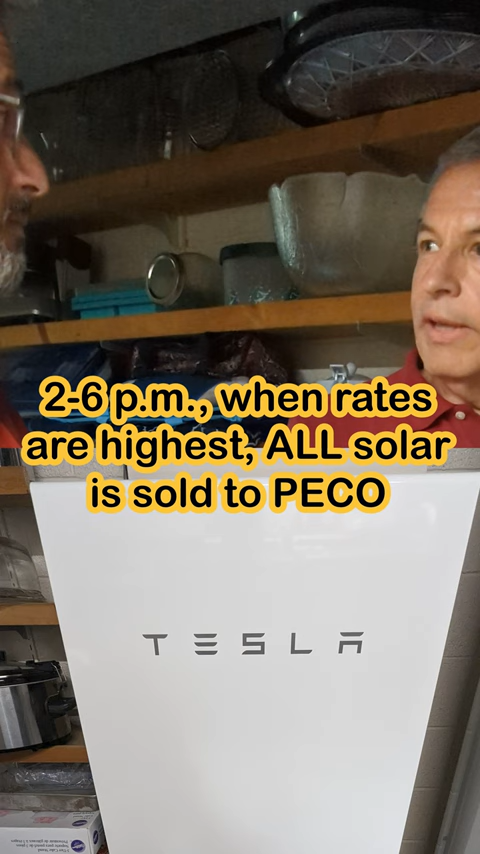 2-6 p.m., when rates
are highest, ALL solar
is sold to PECO
TESLA